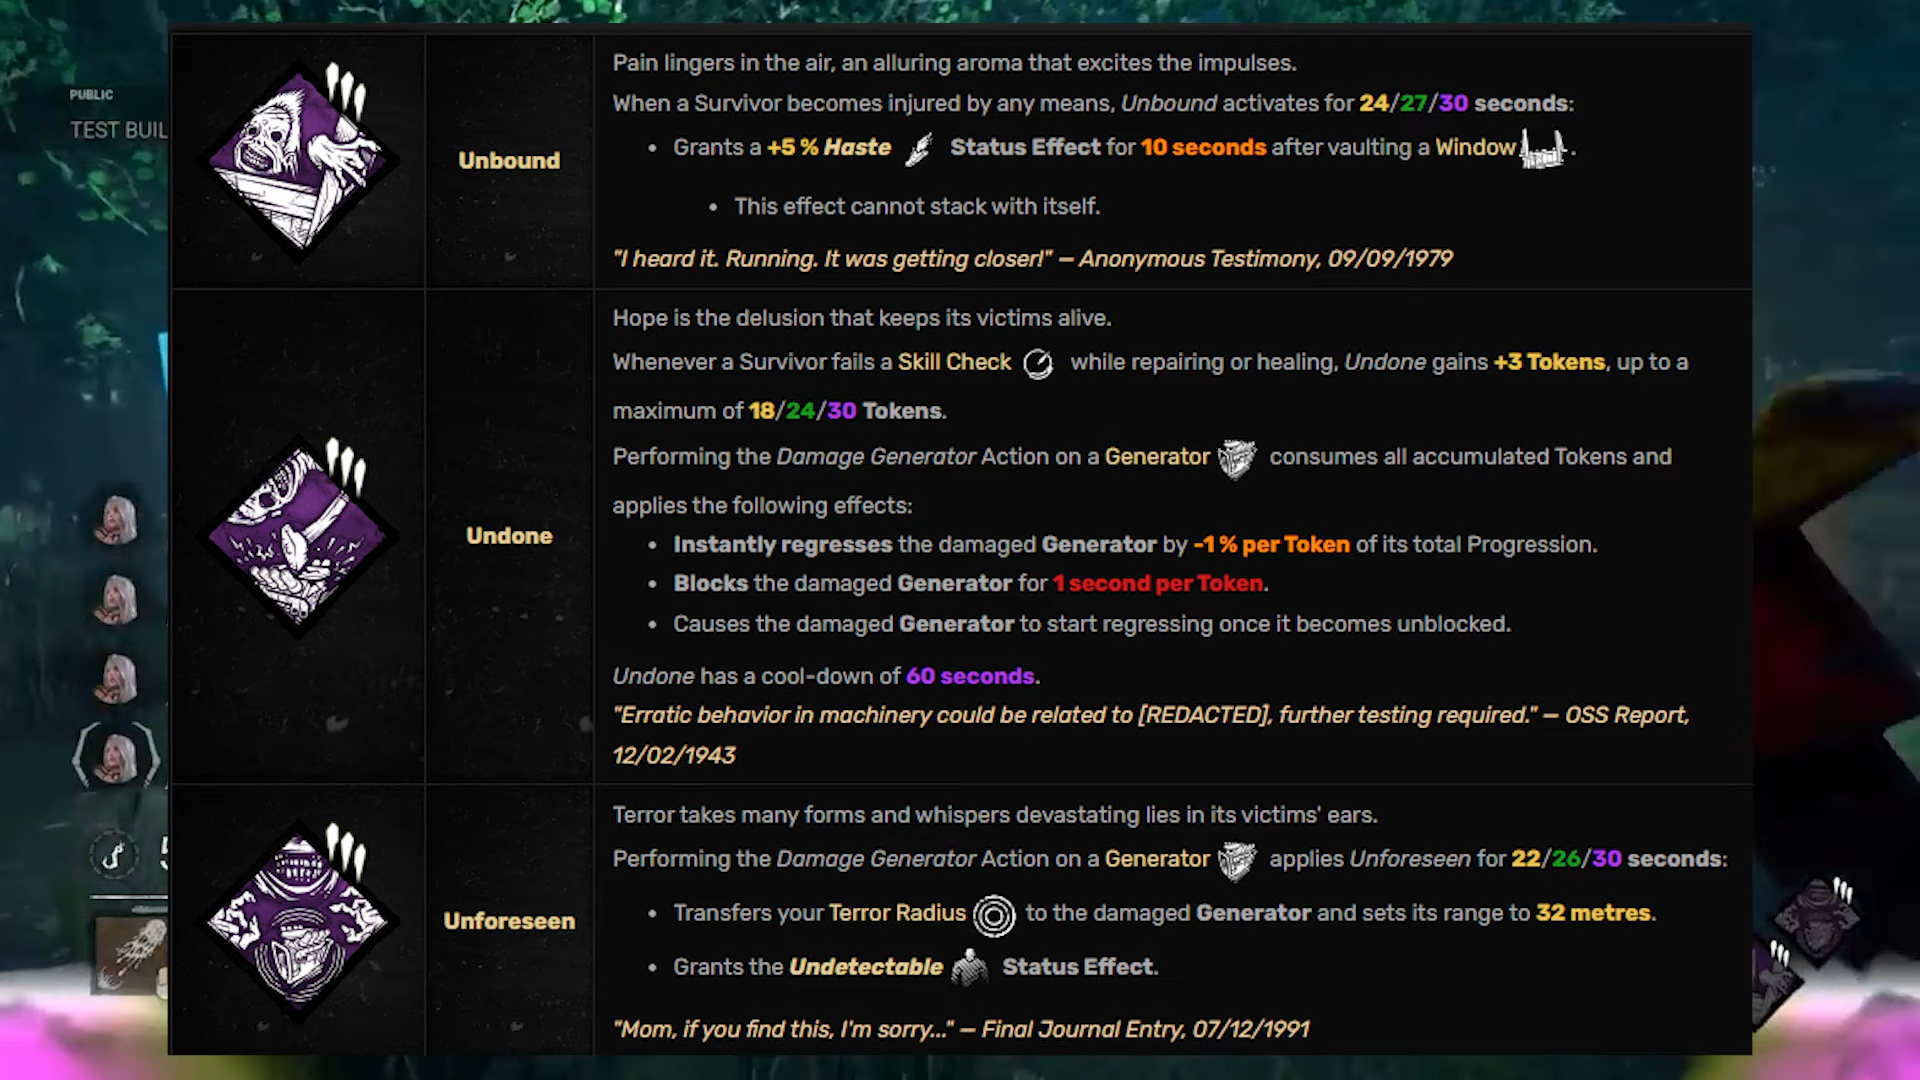 PUBLIC
TEST BUIL
Unbound
Pain lingers in the air, an alluring aroma that excites the impulses.
When a Survivor becomes injured by any means, Unbound activates for 24/27/30 seconds:
• Grants a +5 % Haste Status Effect for 10 seconds after vaulting a Window.
• This effect cannot stack with itself.
"I heard it. Running. It was getting closer!" — Anonymous Testimony, 09/09/1979
Undone
Hope is the delusion that keeps its victims alive.
Whenever a Survivor fails a Skill Check while repairing or healing, Undone gains +3 Tokens, up to a
maximum of 18/24/30 Tokens.
Performing the Damage Generator Action on a Generator consumes all accumulated Tokens and
applies the following effects:
• Instantly regresses the damaged Generator by -1 % per Token of its total Progression.
• Blocks the damaged Generator for 1 second per Token.
• Causes the damaged Generator to start regressing once it becomes unblocked.
Undone has a cool-down of 60 seconds.
"Erratic behavior in machinery could be related to [REDACTED], further testing required." — OSS Report,
12/02/1943
Unforeseen
Terror takes many forms and whispers devastating lies in its victims' ears.
Performing the Damage Generator Action on a Generator applies Unforeseen for 22/26/30 seconds:
• Transfers your Terror Radius to the damaged Generator and sets its range to 32 metres.
• Grants the Undetectable Status Effect.
"Mom, if you find this, I'm sorry..." — Final Journal Entry, 07/12/1991